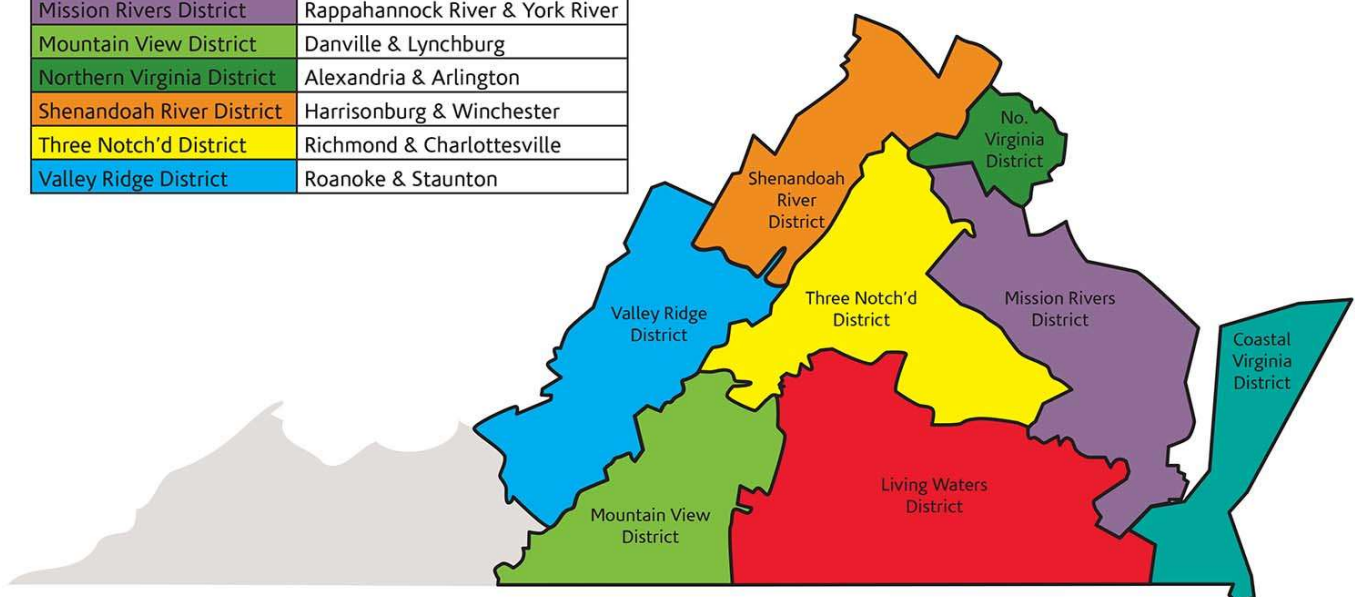 Mission Rivers District Rappahannock River & York River
Mountain View District Danville & Lynchburg
Northern Virginia District Alexandria & Arlington
Shenandoah River District Harrisonburg & Winchester
Three Notch’d District Richmond & Charlottesville
Valley Ridge District Roanoke & Staunton
No.
Virginia
District
Shenandoah
River
District
Valley Ridge
District
Three Notch’d
District
Mission Rivers
District
Coastal
Virginia
District
Living Waters
District
Mountain View
District